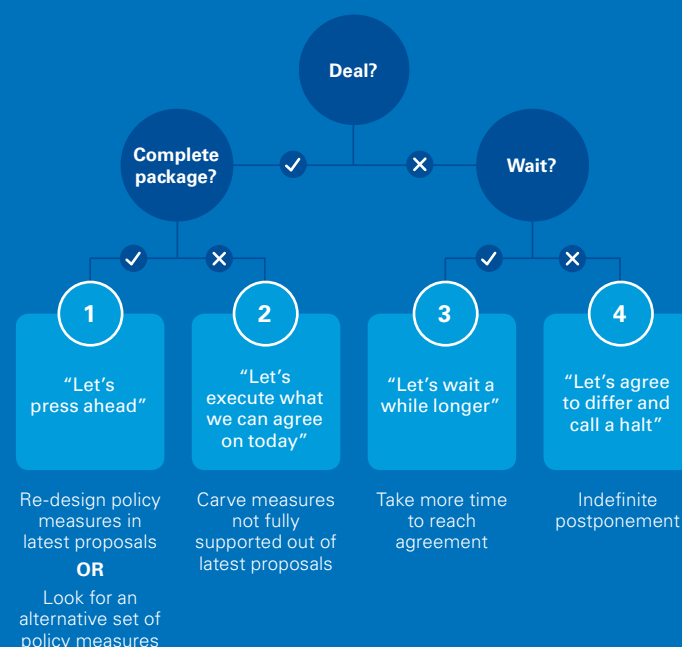 Deal?
Complete
package?
Wait?
1
2
3
4
“Let’s
press ahead”
“Let’s
execute what
we can agree
on today”
“Let’s wait a
while longer”
“Let’s agree
to differ and
call a halt”
Re-design policy
measures in
latest proposals
OR
Look for an
alternative set of
policy measures
Carve measures
not fully
supported out of
latest proposals
Take more time
to reach
agreement
Indefinite
postponement